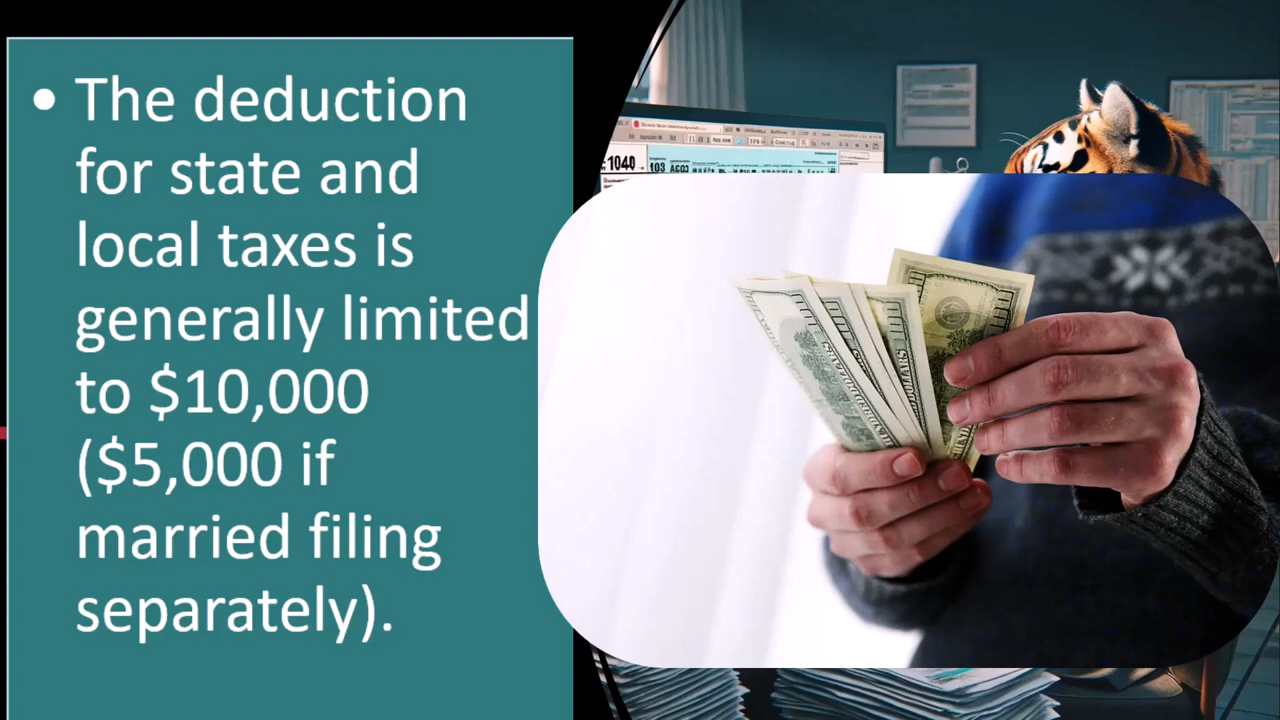 • The deduction
for state and
local taxes is
generally limited
to $10,000
($5,000 if
married filing
separately).
1040
DOLLARS